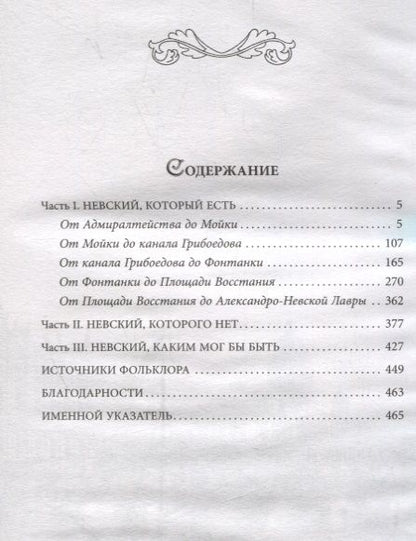 СОДЕРЖАНИЕ
Часть I. НЕВСКИЙ, КОТОРЫЙ ЕСТЬ . . . . . . . . . . . . . . . . . . . . . . 5
От Адмиралтейства до Мойки . . . . . . . . . . . . . . . . . . . . . . 5
От Мойки до канала Грибоедова . . . . . . . . . . . . . . . . . . 107
От канала Грибоедова до Фонтанки . . . . . . . . . . . . . . . 165
От Фонтанки до Площади Восстания . . . . . . . . . . . . . 270
От Площади Восстания до Александро-Невской Лавры . . 362
Часть II. НЕВСКИЙ, КОТОРОГО НЕТ . . . . . . . . . . . . . . . . . . . 377
Часть III. НЕВСКИЙ, КАКИМ МОГ БЫ БЫТЬ . . . . . . . . . . . . 427
ИСТОЧНИКИ ФОЛЬКЛОРА . . . . . . . . . . . . . . . . . . . . . . . . . 449
БЛАГОДАРНОСТИ . . . . . . . . . . . . . . . . . . . . . . . . . . . . . . . . 463
ИМЕННОЙ УКАЗАТЕЛЬ . . . . . . . . . . . . . . . . . . . . . . . . . . . . 465